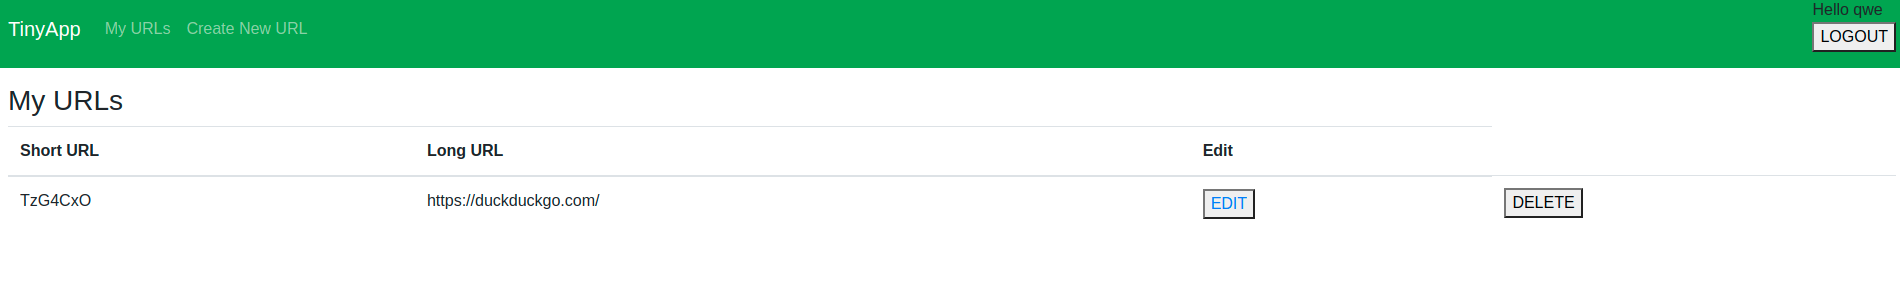 TinyApp My URLs Create New URL Hello qwe
LOGOUT
My URLs
Short URL Long URL Edit
TzG4CxO https://duckduckgo.com/ EDIT DELETE